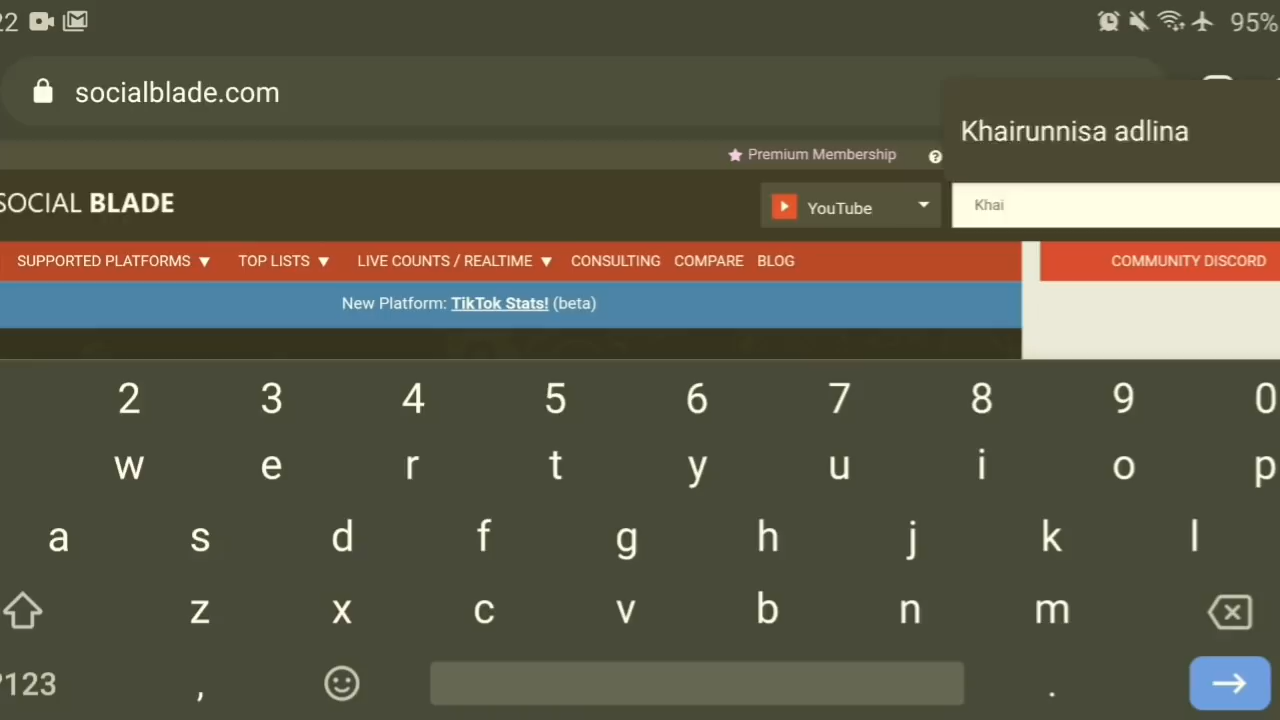 22
95%
socialblade.com
Khairunnisa adlina
Premium Membership
?
SOCIAL BLADE
YouTube
Khai
SUPPORTED PLATFORMS ▼ TOP LISTS ▼ LIVE COUNTS / REALTIME ▼ CONSULTING COMPARE BLOG
COMMUNITY DISCORD
New Platform: TikTok Stats! (beta)
2 3 4 5 6 7 8 9 0
w e r t y u i o p
a s d f g h j k l
z x c v b n m
?123 , .